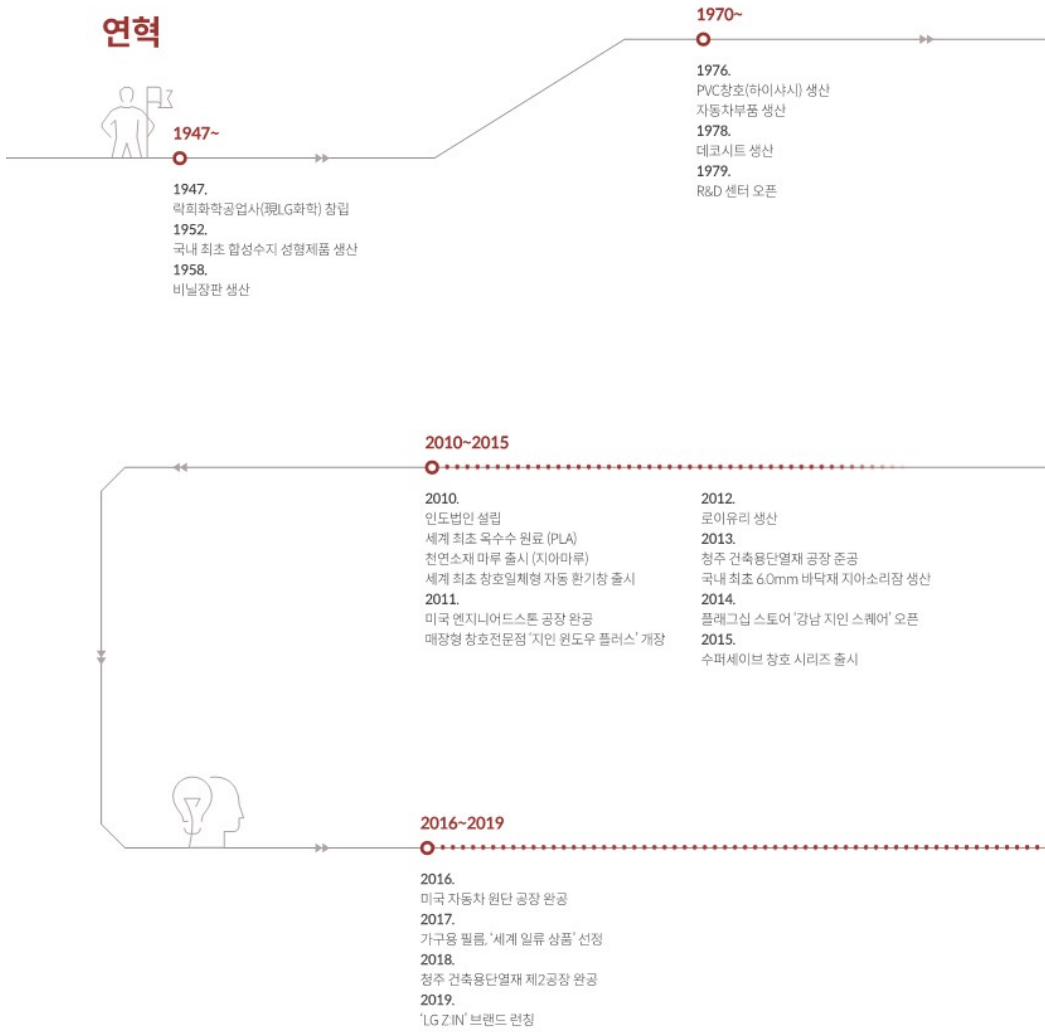 연혁
1947~
1947.
락희화학공업사(現LG화학) 창립
1952.
국내 최초 합성수지 성형제품 생산
1958.
비닐장판 생산
1970~
1976.
PVC창호(하이샤시) 생산
자동차부품 생산
1978.
데코시트 생산
1979.
R&D 센터 오픈
2010~2015
2010.
인도법인 설립
세계 최초 옥수수 원료 (PLA)
천연소재 마루 출시 (지아마루)
세계 최초 창호일체형 자동 환기창 출시
2011.
미국 엔지니어드스톤 공장 완공
매장형 창호전문점 ‘지인 윈도우 플러스’ 개장
2012.
로이유리 생산
2013.
청주 건축용단열재 공장 준공
국내 최초 6.0mm 바닥재 지아소리잠 생산
2014.
플래그십 스토어 ‘강남 지인 스퀘어’ 오픈
2015.
수퍼세이브 창호 시리즈 출시
2016~2019
2016.
미국 자동차 원단 공장 완공
2017.
가구용 필름, ‘세계 일류 상품’ 선정
2018.
청주 건축용단열재 제2공장 완공
2019.
‘LG Z:IN’ 브랜드 런칭